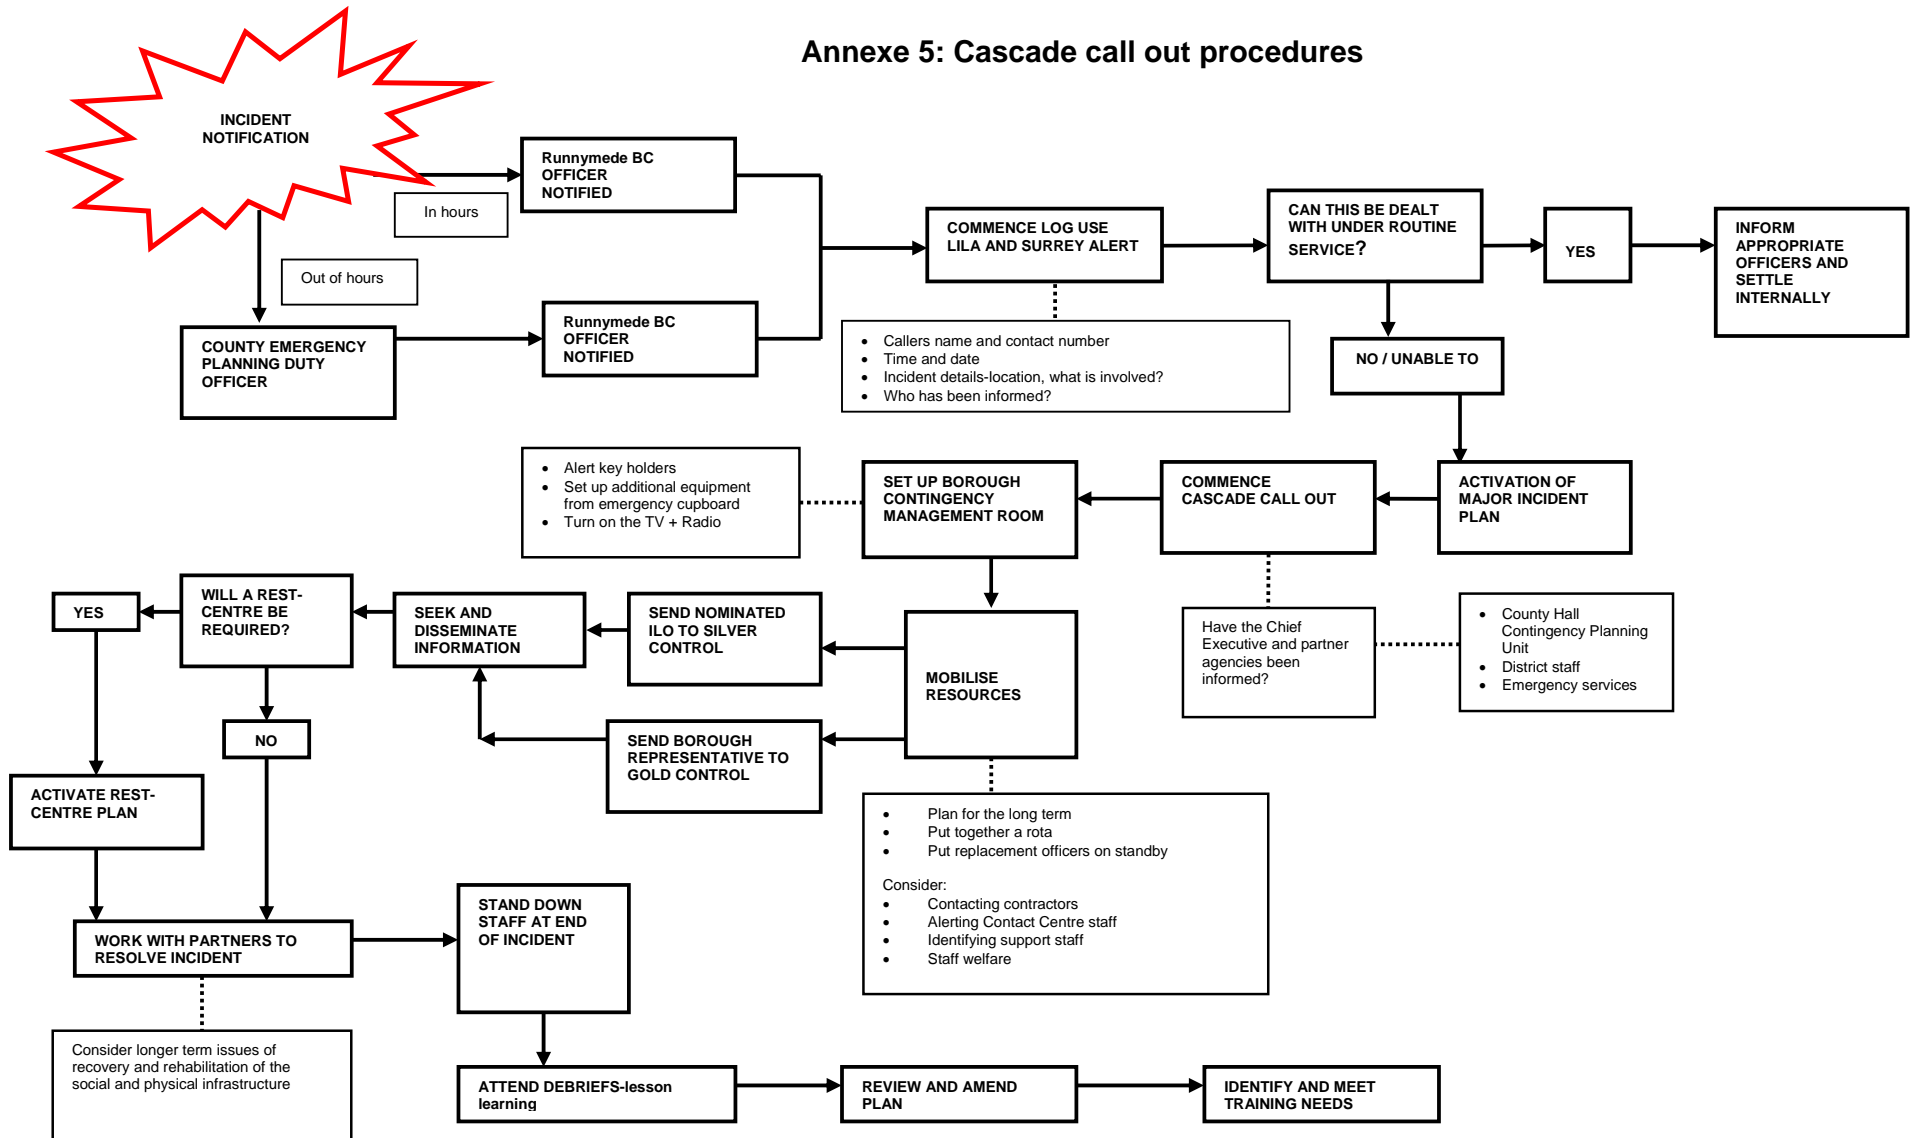 Annexe 5: Cascade call out procedures
INCIDENT
NOTIFICATION
In hours
Out of hours
Runnymede BC
OFFICER
NOTIFIED
COUNTY EMERGENCY
PLANNING DUTY
OFFICER
Runnymede BC
OFFICER
NOTIFIED
COMMENCE LOG USE
LILA AND SURREY ALERT
• Callers name and contact number
• Time and date
• Incident details-location, what is involved?
• Who has been informed?
CAN THIS BE DEALT
WITH UNDER ROUTINE
SERVICE?
YES
INFORM
APPROPRIATE
OFFICERS AND
SETTLE
INTERNALLY
NO / UNABLE TO
ACTIVATION OF
MAJOR INCIDENT
PLAN
COMMENCE
CASCADE CALL OUT
Have the Chief
Executive and partner
agencies been
informed?
• County Hall
Contingency Planning
Unit
• District staff
• Emergency services
SET UP BOROUGH
CONTINGENCY
MANAGEMENT ROOM
• Alert key holders
• Set up additional equipment
from emergency cupboard
• Turn on the TV + Radio
MOBILISE
RESOURCES
• Plan for the long term
• Put together a rota
• Put replacement officers on standby
Consider:
• Contacting contractors
• Alerting Contact Centre staff
• Identifying support staff
• Staff welfare
SEND NOMINATED
ILO TO SILVER
CONTROL
SEND BOROUGH
REPRESENTATIVE TO
GOLD CONTROL
SEEK AND
DISSEMINATE
INFORMATION
WILL A REST-
CENTRE BE
REQUIRED?
YES
NO
ACTIVATE REST-
CENTRE PLAN
WORK WITH PARTNERS TO
RESOLVE INCIDENT
Consider longer term issues of
recovery and rehabilitation of the
social and physical infrastructure
STAND DOWN
STAFF AT END
OF INCIDENT
ATTEND DEBRIEFS-lesson
learning
REVIEW AND AMEND
PLAN
IDENTIFY AND MEET
TRAINING NEEDS